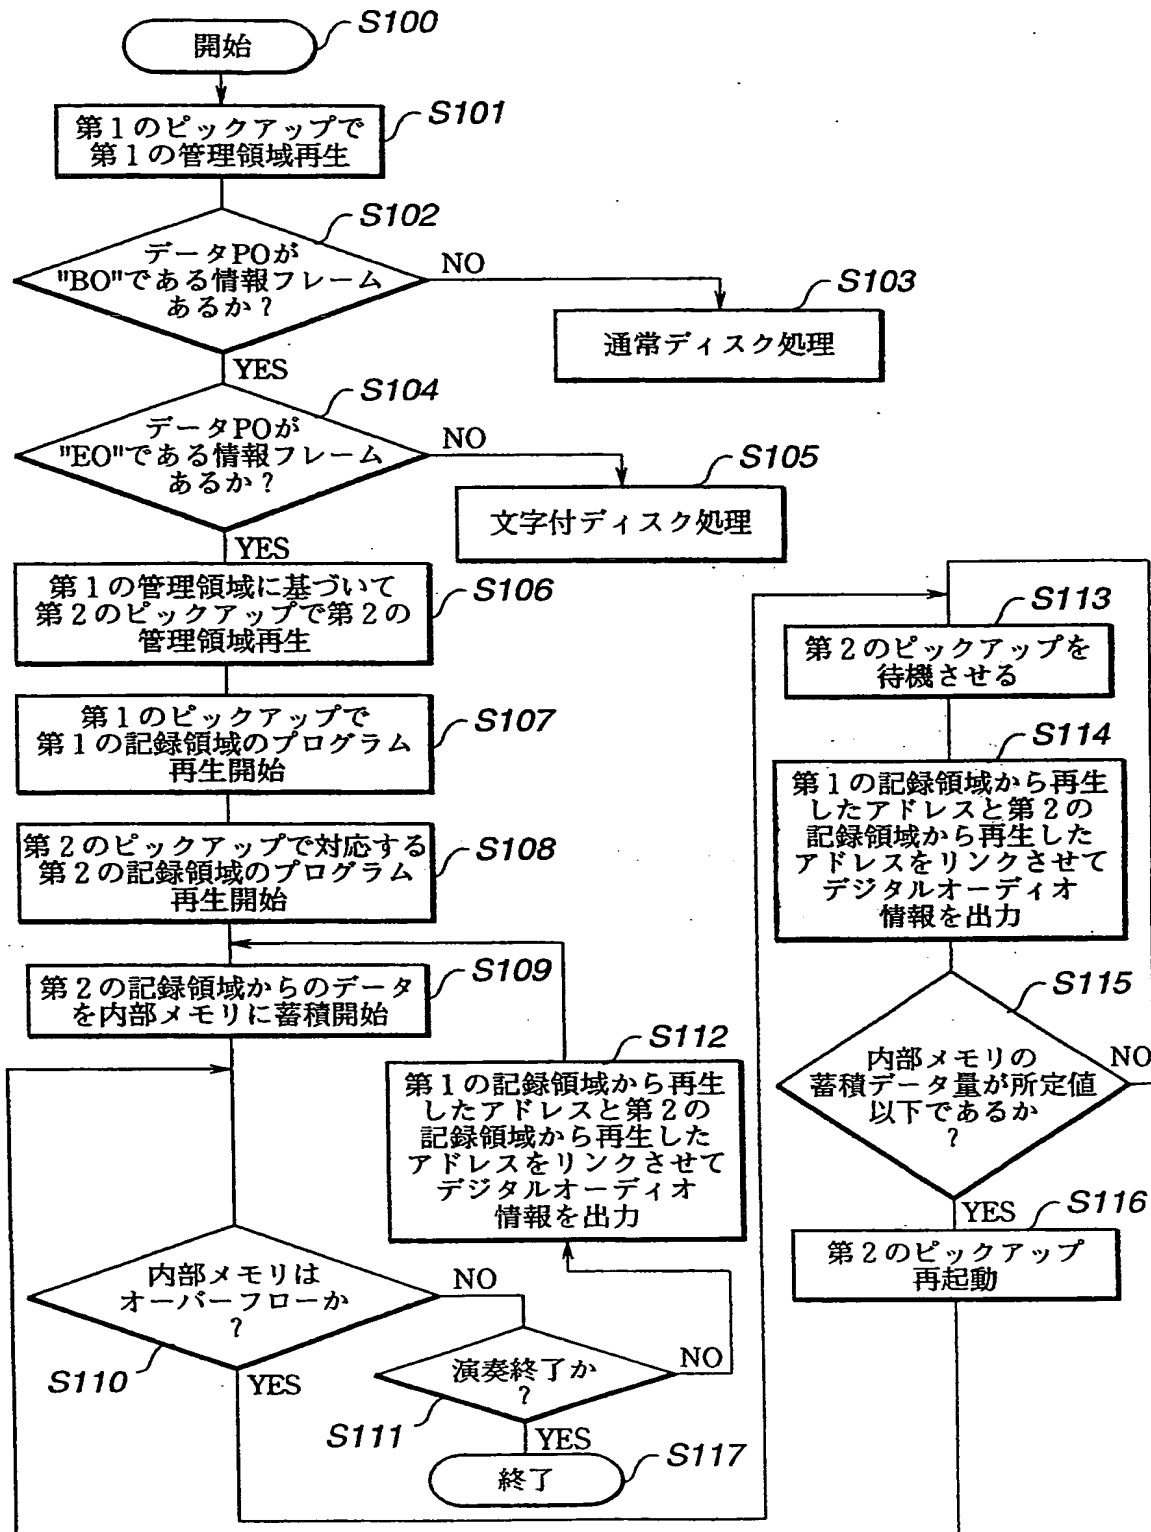 S100
開始
S101
第1のピックアップで
第1の管理領域再生
S102
データPOが
"BO"である情報フレーム
あるか?
NO
YES
S103
通常ディスク処理
S104
データPOが
"EO"である情報フレーム
あるか?
NO
YES
S105
文字付ディスク処理
S106
第1の管理領域に基づいて
第2のピックアップで第2の
管理領域再生
S107
第1のピックアップで
第1の記録領域のプログラム
再生開始
S108
第2のピックアップで対応する
第2の記録領域のプログラム
再生開始
S109
第2の記録領域からのデータ
を内部メモリに蓄積開始
内部メモリは
オーバーフローか
?
S110
NO
YES
演奏終了か
?
S111
NO
YES
S112
第1の記録領域から再生
したアドレスと第2の
記録領域から再生した
アドレスをリンクさせて
デジタルオーディオ
情報を出力
S117
終了
S113
第2のピックアップを
待機させる
S114
第1の記録領域から再生
したアドレスと第2の
記録領域から再生した
アドレスをリンクさせて
デジタルオーディオ
情報を出力
S115
内部メモリの
蓄積データ量が所定値
以下であるか
?
NO
YES
S116
第2のピックアップ
再起動